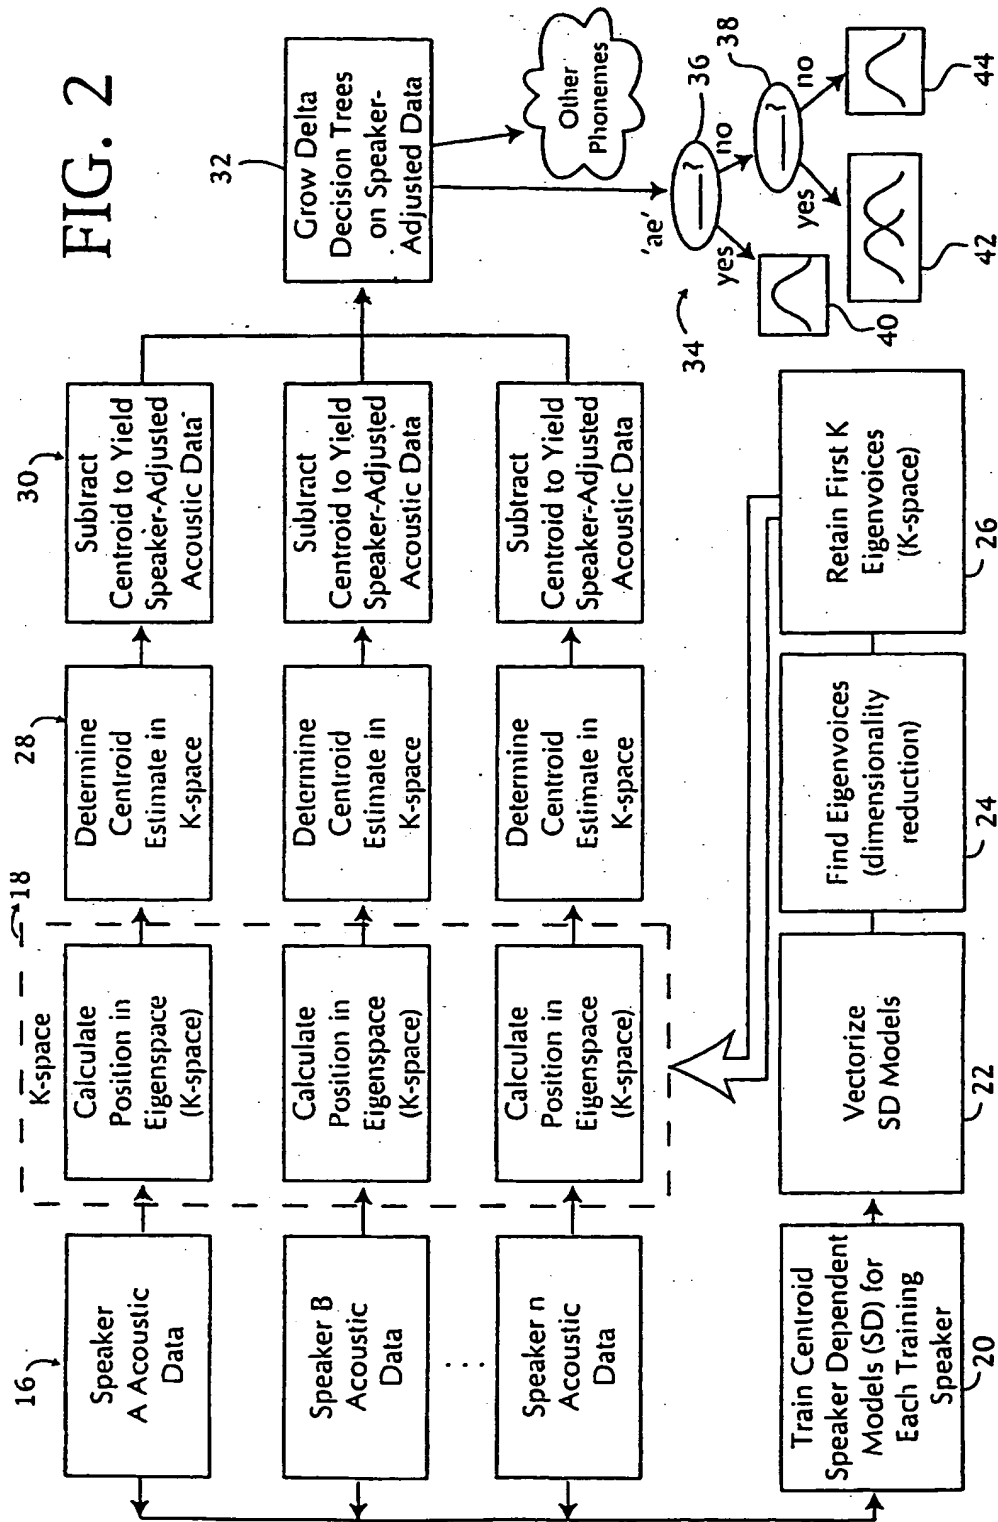 FIG. 2
16
Speaker
A Acoustic
Data
Speaker B
Acoustic
Data
. . . .
Speaker n
Acoustic
Data
18
K-space
Calculate
Position in
Eigenspace
(K-space)
Calculate
Position in
Eigenspace
(K-space)
Calculate
Position in
Eigenspace
(K-space)
28
Determine
Centroid
Estimate in
K-space
Determine
Centroid
Estimate in
K-space
Determine
Centroid
Estimate in
K-space
30
Subtract
Centroid to Yield
Speaker-Adjusted
Acoustic Data
Subtract
Centroid to Yield
Speaker-Adjusted
Acoustic Data
Subtract
Centroid to Yield
Speaker-Adjusted
Acoustic Data
32
Grow Delta
Decision Trees
on Speaker-
Adjusted Data
Other
Phonemes
34
'ae'
?
36
yes
no
?
38
yes
no
40
42
44
Train Centroid
Speaker Dependent
Models (SD) for
Each Training
Speaker
20
Vectorize
SD Models
22
Find Eigenvoices
(dimensionality
reduction)
24
Retain First K
Eigenvoices
(K-space)
26